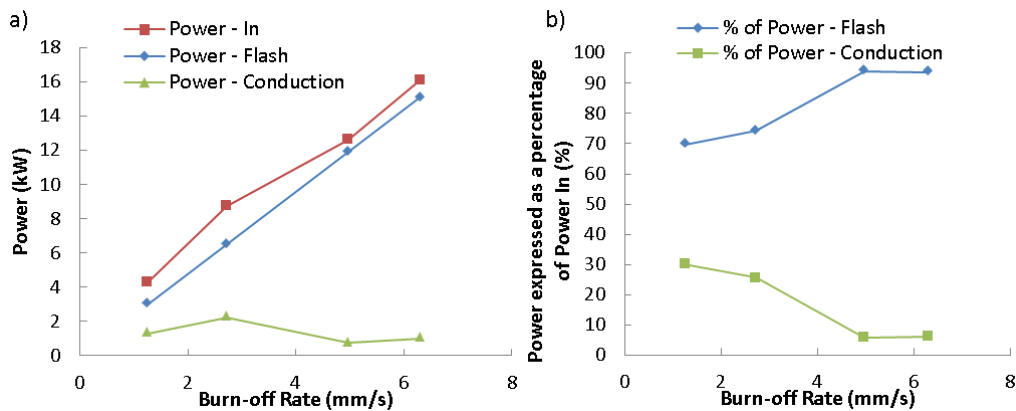 a)
Power - In
Power - Flash
Power - Conduction
18
16
14
12
10
8
6
4
2
0
Power (kW)
0 2 4 6 8
Burn-off Rate (mm/s)
b)
% of Power - Flash
% of Power - Conduction
100
90
80
70
60
50
40
30
20
10
0
Power expressed as a percentage
of Power In (%)
0 2 4 6 8
Burn-off Rate (mm/s)